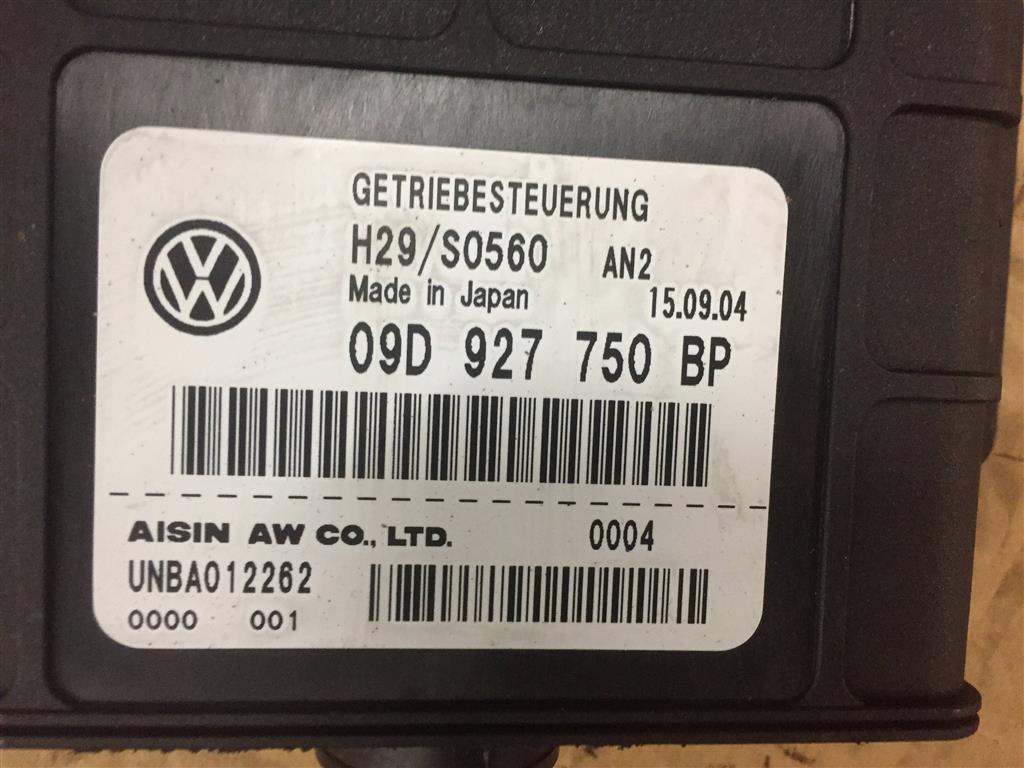 GETRIEBESTEUERUNG
H29/S0560 AN2
Made in Japan 15.09.04
09D 927 750 BP
AISIN AW CO., LTD. 0004
UNBA012262
0000 001